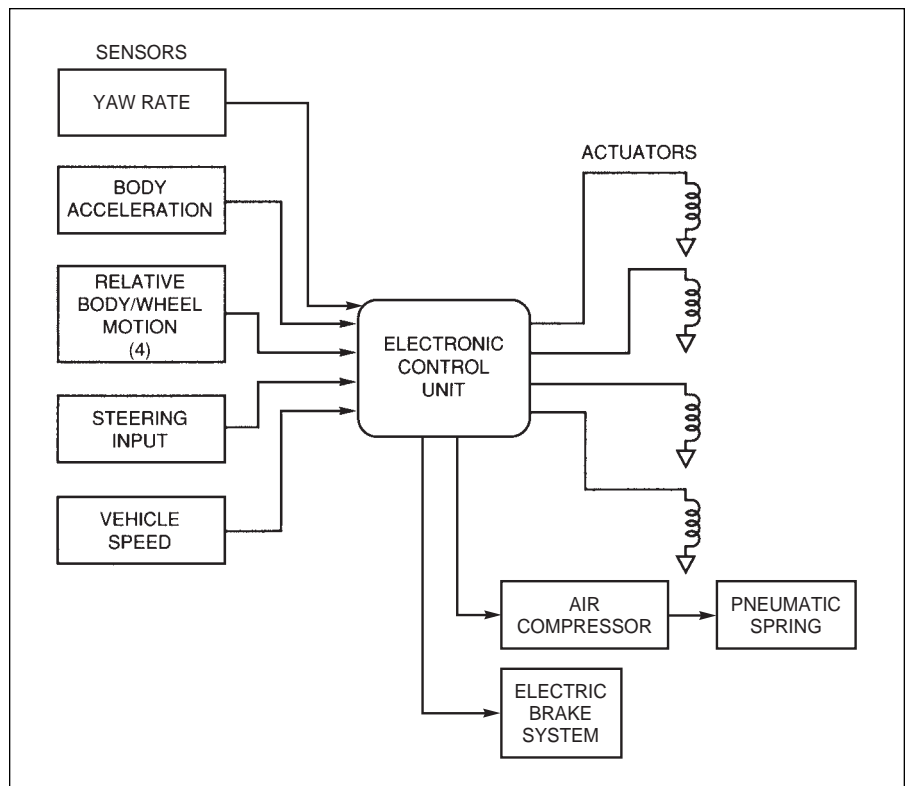 SENSORS
YAW RATE
BODY
ACCELERATION
RELATIVE
BODY/WHEEL
MOTION
(4)
STEERING
INPUT
VEHICLE
SPEED
ELECTRONIC
CONTROL
UNIT
ACTUATORS
AIR
COMPRESSOR
PNEUMATIC
SPRING
ELECTRIC
BRAKE
SYSTEM